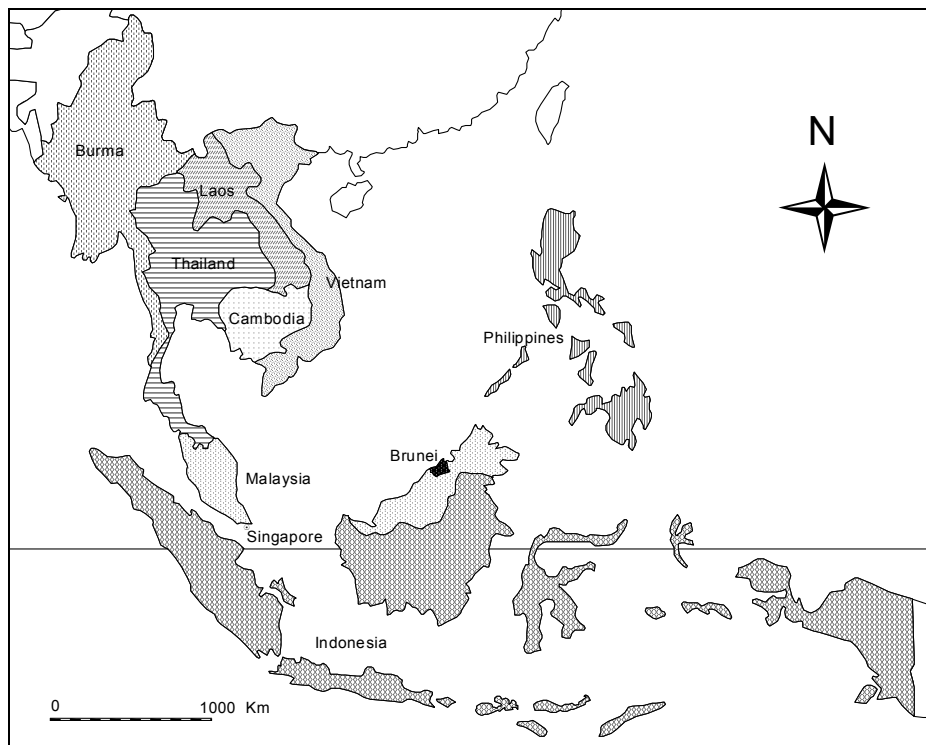 N
Burma
Laos
Thailand
Vietnam
Cambodia
Philippines
Brunei
Malaysia
Singapore
Indonesia
0 1000 Km